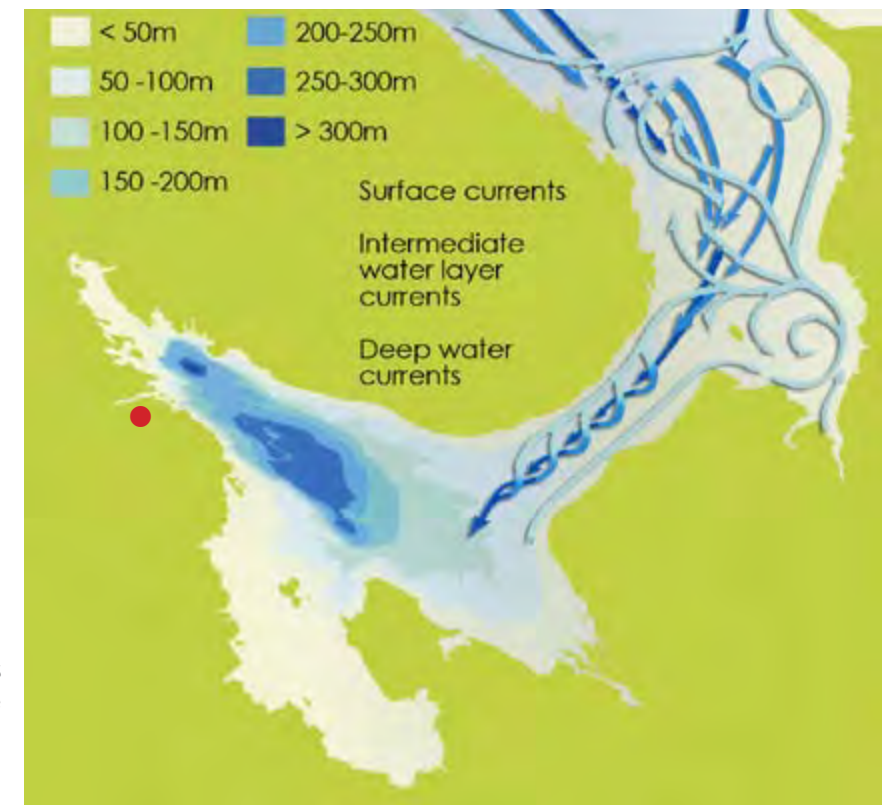 < 50m
50 -100m
100 -150m
150 -200m
200-250m
250-300m
> 300m
Surface currents
Intermediate
water layer
currents
Deep water
currents